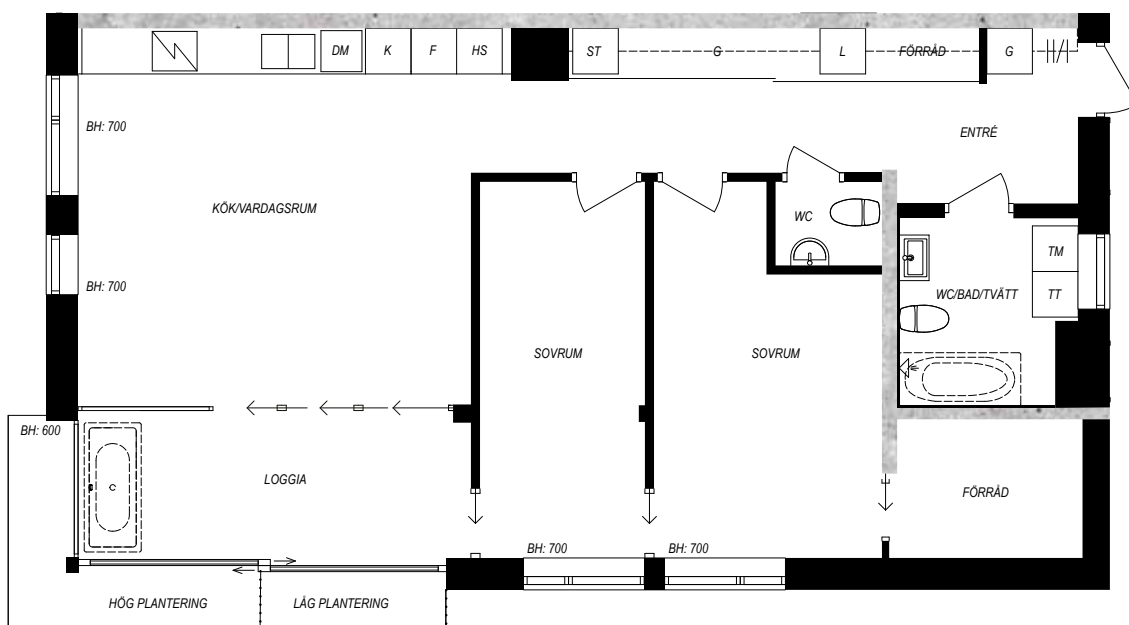 DM
K
F
HS
ST
G
L
FÖRRÅD
G
BH: 700
ENTRÉ
KÖK/VARDAGSRUM
WC
TM
BH: 700
WC/BAD/TVÄTT
TT
SOVRUM
SOVRUM
BH: 600
LOGGIA
FÖRRÅD
BH: 700
BH: 700
HÖG PLANTERING
LÅG PLANTERING